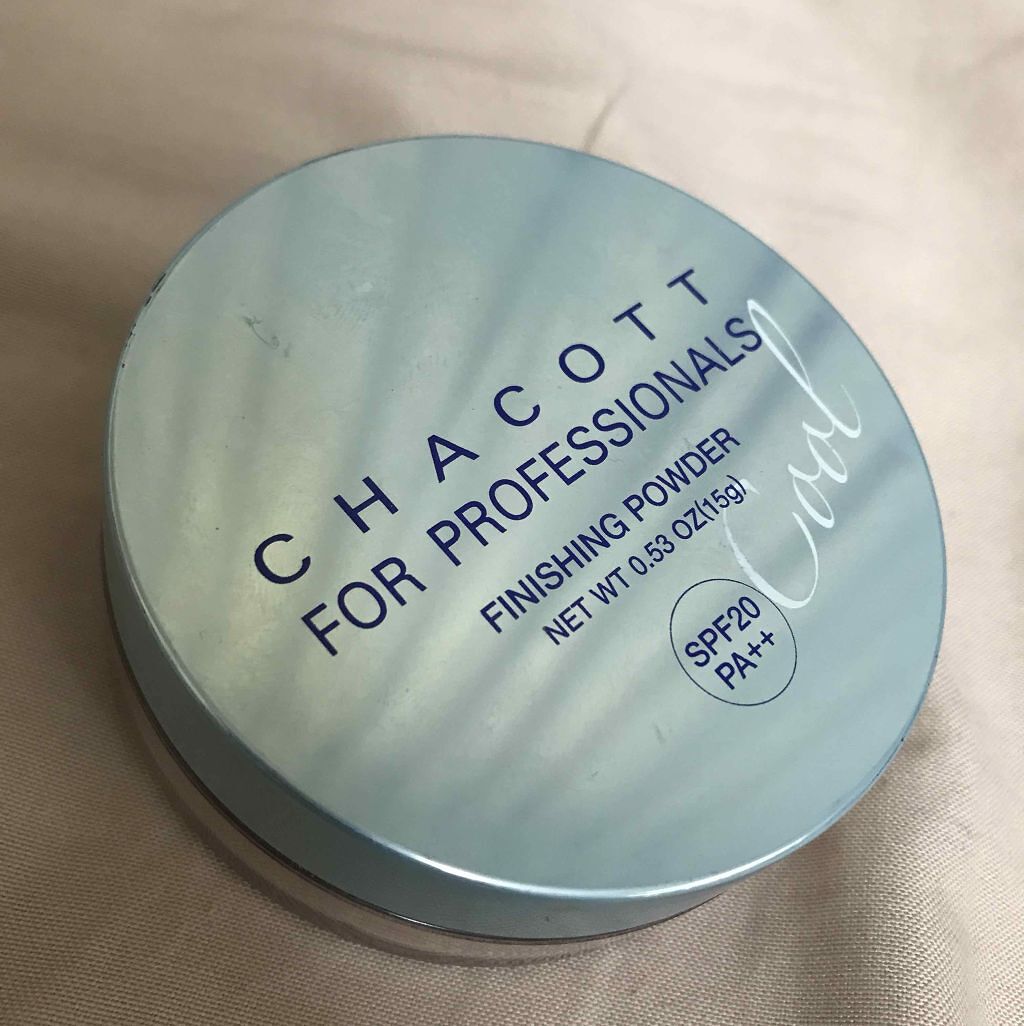 CHACOTT
FOR PROFESSIONALS
FINISHING POWDER
NET WT 0.53 OZ(15g)
Cool
SPF20
PA++